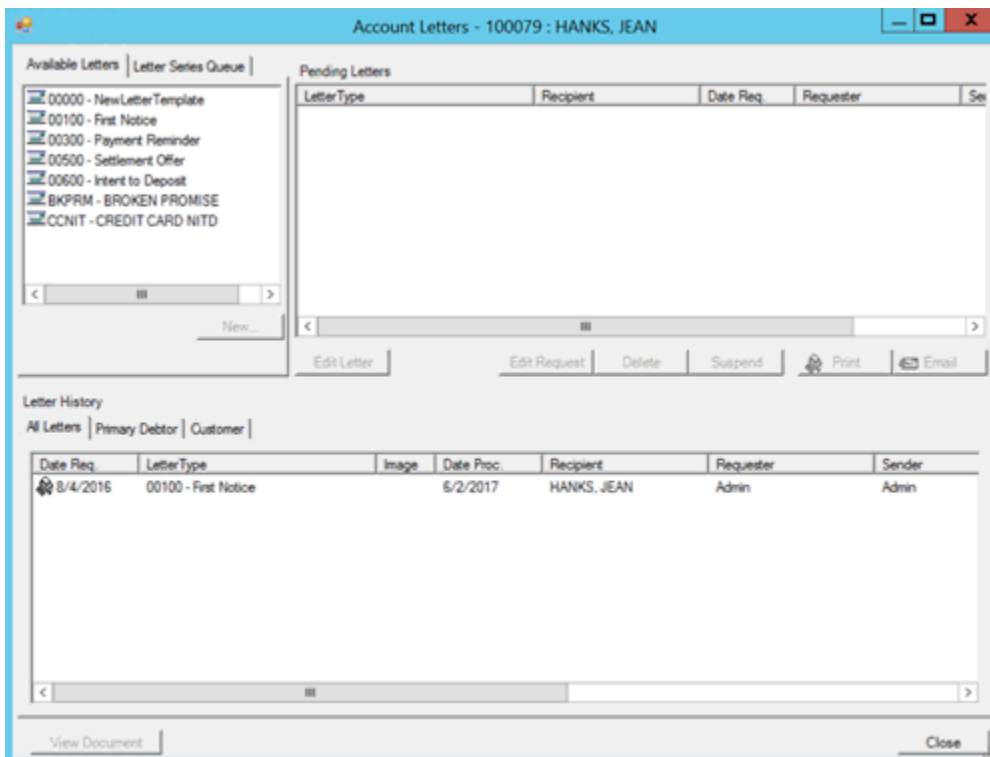 Account Letters - 100079 : HANKS, JEAN
Available Letters Letter Series Queue
00000 - NewLetterTemplate
00100 - First Notice
00300 - Payment Reminder
00500 - Settlement Offer
00600 - Intent to Deposit
BKPRM - BROKEN PROMISE
CCNIT - CREDIT CARD NITD
New...
Pending Letters
LetterType Recipient Date Req. Requester Se
Edit Letter Edit Request Delete Suspend Print Email
Letter History
All Letters Primary Debtor Customer
Date Req. LetterType Image Date Proc. Recipient Requester Sender
8/4/2016 00100 - First Notice 6/2/2017 HANKS, JEAN Admin Admin
View Document Close